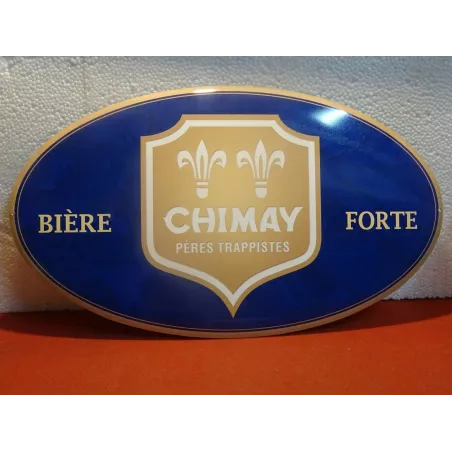 BIÈRE
CHIMAY
PÈRES TRAPPISTES
FORTE